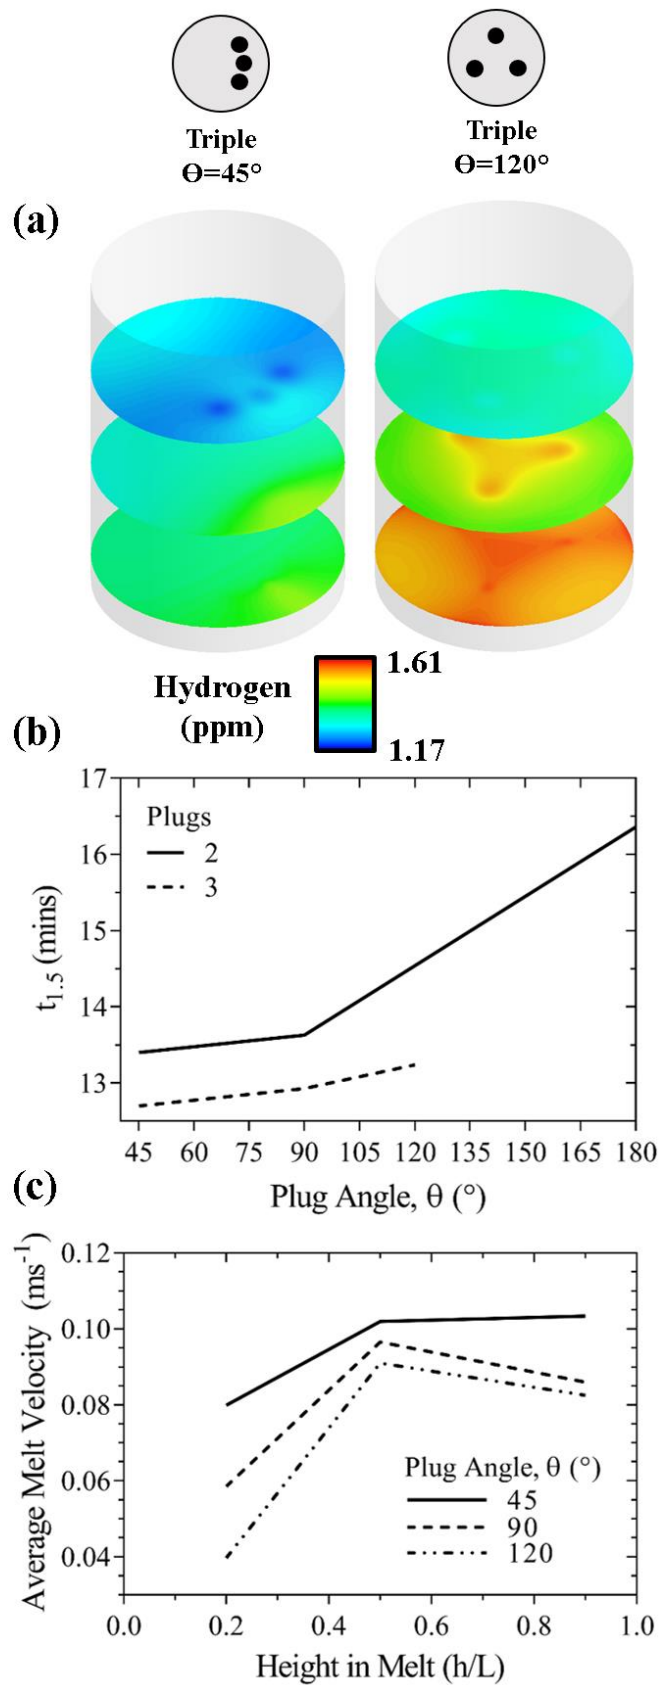 Triple
Ө=45°
Triple
Ө=120°
(a)
Hydrogen
(ppm)
1.61
1.17
(b)
17
16
15
14
13
t1.5 (mins)
Plugs
2
3
45 60 75 90 105 120 135 150 165 180
Plug Angle, θ (°)
(c)
0.12
0.10
0.08
0.06
0.04
Average Melt Velocity (ms-1)
Plug Angle, θ (°)
45
90
120
0.0 0.2 0.4 0.6 0.8 1.0
Height in Melt (h/L)